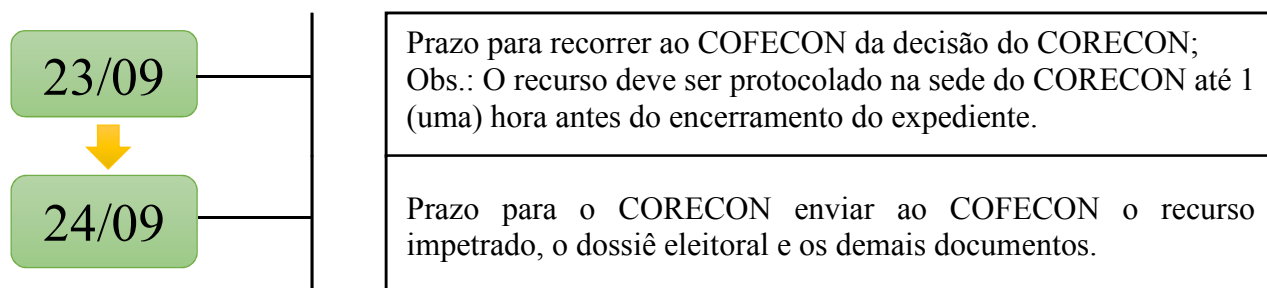 23/09
Prazo para recorrer ao COFECON da decisão do CORECON;
Obs.: O recurso deve ser protocolado na sede do CORECON até 1
(uma) hora antes do encerramento do expediente.
24/09
Prazo para o CORECON enviar ao COFECON o recurso
impetrado, o dossiê eleitoral e os demais documentos.